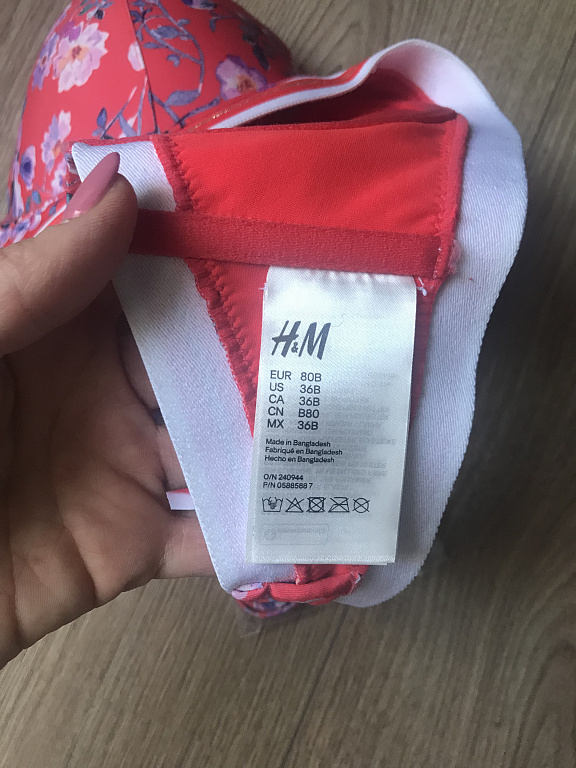 H&M
EUR 80B
US 36B
CA 36B
CN B80
MX 36B
Made in Bangladesh
Fabriqué en Bangladesh
Hecho en Bangladesh
O/N 240944
P/N 0588588 7